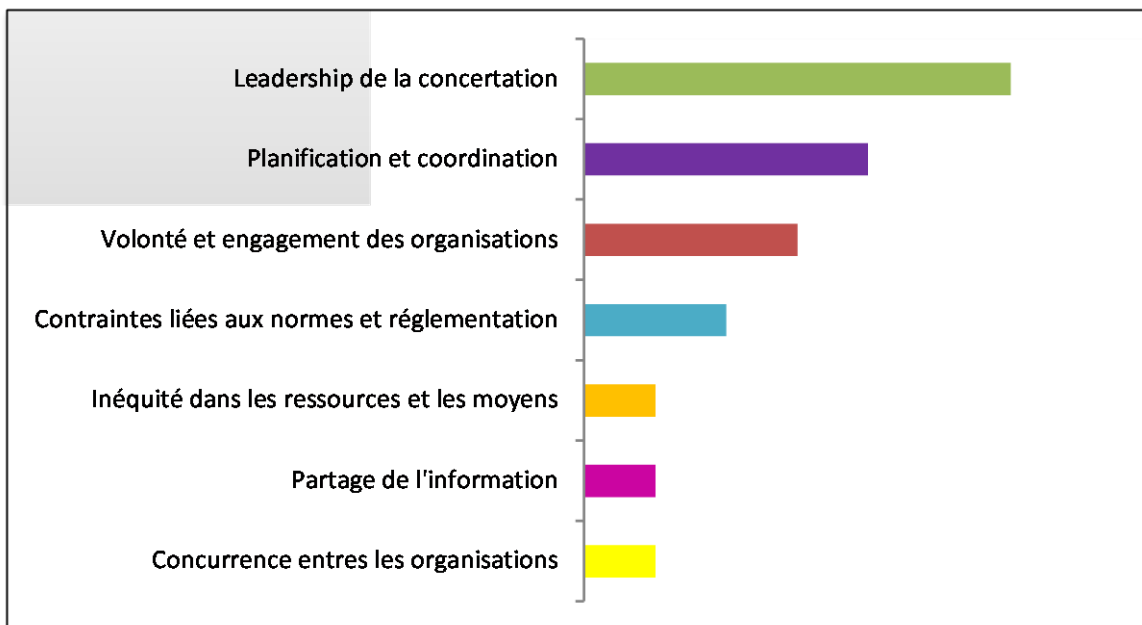 Leadership de la concertation
Planification et coordination
Volonté et engagement des organisations
Contraintes liées aux normes et réglementation
Inéquité dans les ressources et les moyens
Partage de l'information
Concurrence entres les organisations